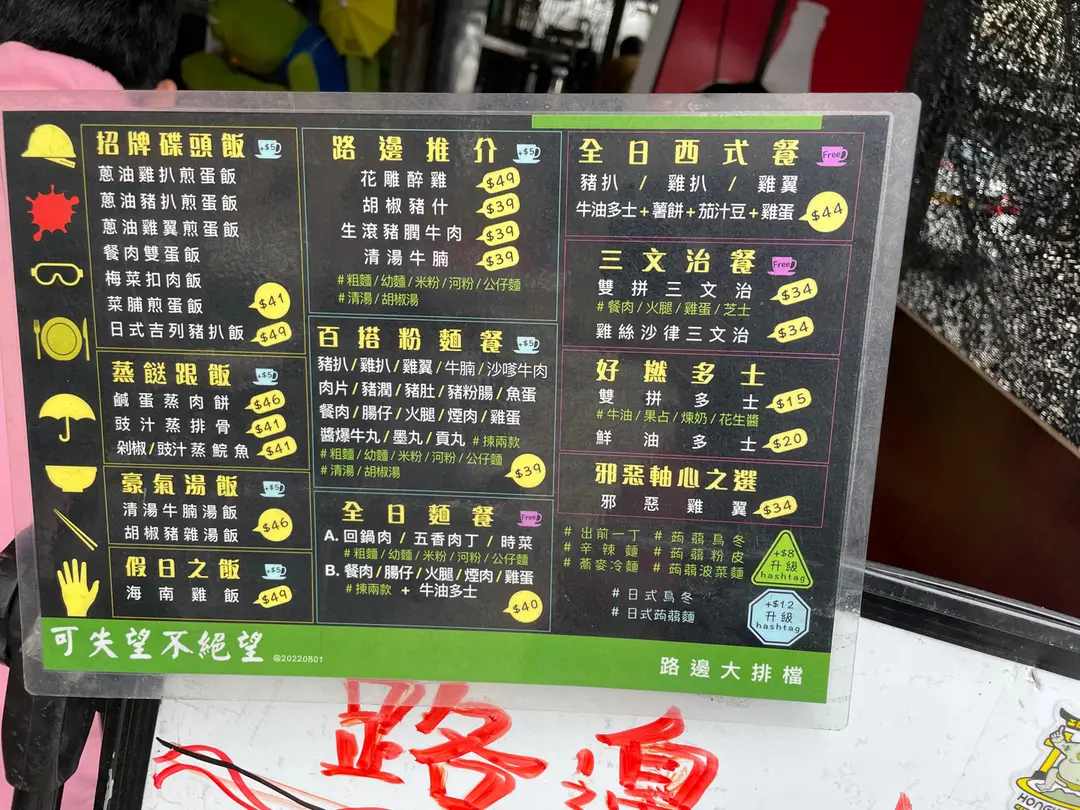 招牌碟頭飯 +$5
蔥油雞扒煎蛋飯
蔥油豬扒煎蛋飯
蔥油雞翼煎蛋飯
餐肉雙蛋飯
梅菜扣肉飯
菜脯煎蛋飯 $41
日式吉列豬扒飯 $49
蒸餸跟飯 +$5
鹹蛋蒸肉餅 $46
豉汁蒸排骨 $41
剁椒/豉汁蒸鯇魚 $41
豪氣湯飯 +$5
清湯牛腩湯飯
胡椒豬雜湯飯 $46
假日之飯 +$5
海南雞飯 $49
路邊推介 +$5
花雕醉雞 $49
胡椒豬什 $39
生滾豬膶牛肉 $39
清湯牛腩 $39
#粗麵/幼麵/米粉/河粉/公仔麵
#清湯/胡椒湯
百搭粉麵餐 +$5
豬扒/雞扒/雞翼/牛腩/沙嗲牛肉
肉片/豬膶/豬肚/豬粉腸/魚蛋
餐肉/腸仔/火腿/煙肉/雞蛋
醬爆牛丸/墨丸/貢丸 #揀兩款
#粗麵/幼麵/米粉/河粉/公仔麵
#清湯/胡椒湯 $39
全日麵餐 Free
A. 回鍋肉/五香肉丁/時菜
#粗麵/幼麵/米粉/河粉/公仔麵
B. 餐肉/腸仔/火腿/煙肉/雞蛋
#揀兩款 + 牛油多士 $40
全日西式餐 Free
豬扒/雞扒/雞翼
牛油多士+薯餅+茄汁豆+雞蛋 $44
三文治餐 Free
雙拼三文治 $34
#餐肉/火腿/雞蛋/芝士
雞絲沙律三文治 $34
好撚多士
雙拼多士 $15
#牛油/果占/煉奶/花生醬
鮮油多士 $20
邪惡軸心之選
邪惡雞翼 $34
#出前一丁 #蒟蒻烏冬
#辛辣麵 #蒟蒻粉皮
#蕎麥冷麵 #蒟蒻菠菜麵
+$8
升級
hashtag
#日式烏冬
#日式蒟蒻麵
+$12
升級
hashtag
可失望不絕望 @20220801
路邊大排檔
路邊